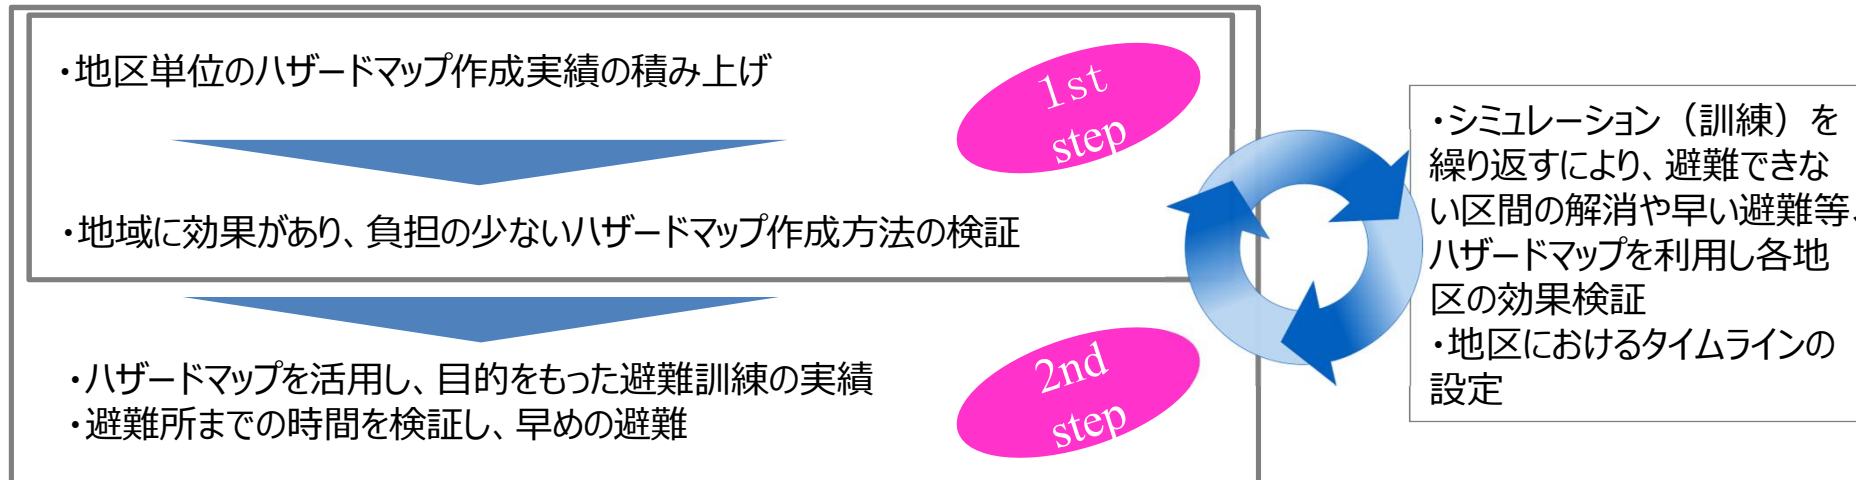 ・地区単位のハザードマップ作成実績の積み上げ
1st
step
・地域に効果があり、負担の少ないハザードマップ作成方法の検証
・ハザードマップを活用し、目的をもった避難訓練の実績
・避難所までの時間を検証し、早めの避難
2nd
step
・シミュレーション（訓練）を
繰り返すにより、避難できな
い区間の解消や早い避難等、
ハザードマップを利用し各地
区の効果検証
・地区におけるタイムラインの
設定